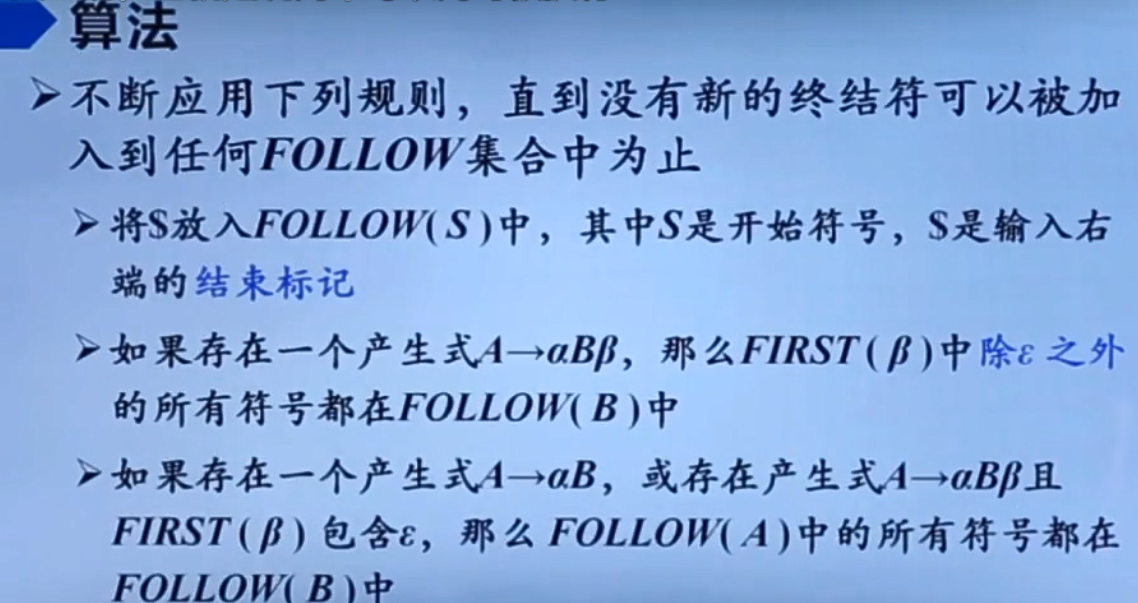 算法
不断应用下列规则，直到没有新的终结符可以被加
入到任何FOLLOW集合中为止
将$放入FOLLOW( S )中，其中S是开始符号，$是输入右
端的结束标记
如果存在一个产生式A→αBβ，那么FIRST ( β )中除ε 之外
的所有符号都在FOLLOW( B )中
如果存在一个产生式A→αB，或存在产生式A→αBβ且
FIRST ( β ) 包含ε，那么 FOLLOW( A )中的所有符号都在
FOLLOW( B )中